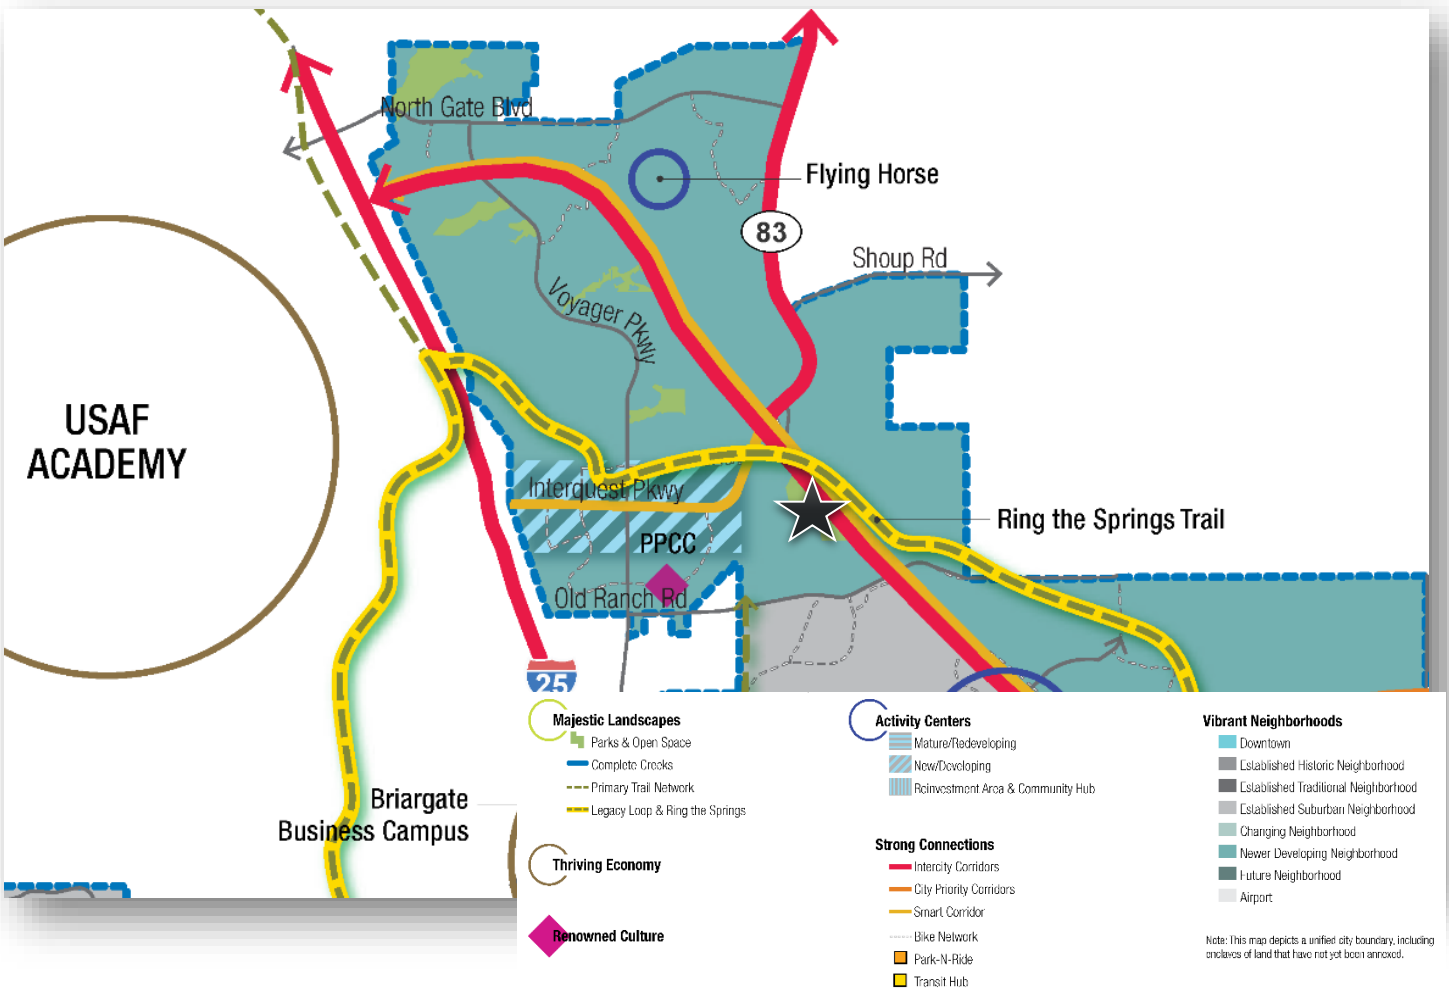 North Gate Blvd
Flying Horse
83
Shoup Rd
Voyager Pkwy
USAF
ACADEMY
Interquest Pkwy
Ring the Springs Trail
PPCC
Old Ranch Rd
25
Briargate
Business Campus
Majestic Landscapes
Parks & Open Space
Complete Creeks
Primary Trail Network
Legacy Loop & Ring the Springs
Thriving Economy
Renowned Culture
Activity Centers
Mature/Redeveloping
New/Developing
Reinvestment Area & Community Hub
Strong Connections
Intercity Corridors
City Priority Corridors
Smart Corridor
Bike Network
Park-N-Ride
Transit Hub
Vibrant Neighborhoods
Downtown
Established Historic Neighborhood
Established Traditional Neighborhood
Established Suburban Neighborhood
Changing Neighborhood
Newer Developing Neighborhood
Future Neighborhood
Airport
Note: This map depicts a unified city boundary, including
enclaves of land that have not yet been annexed.